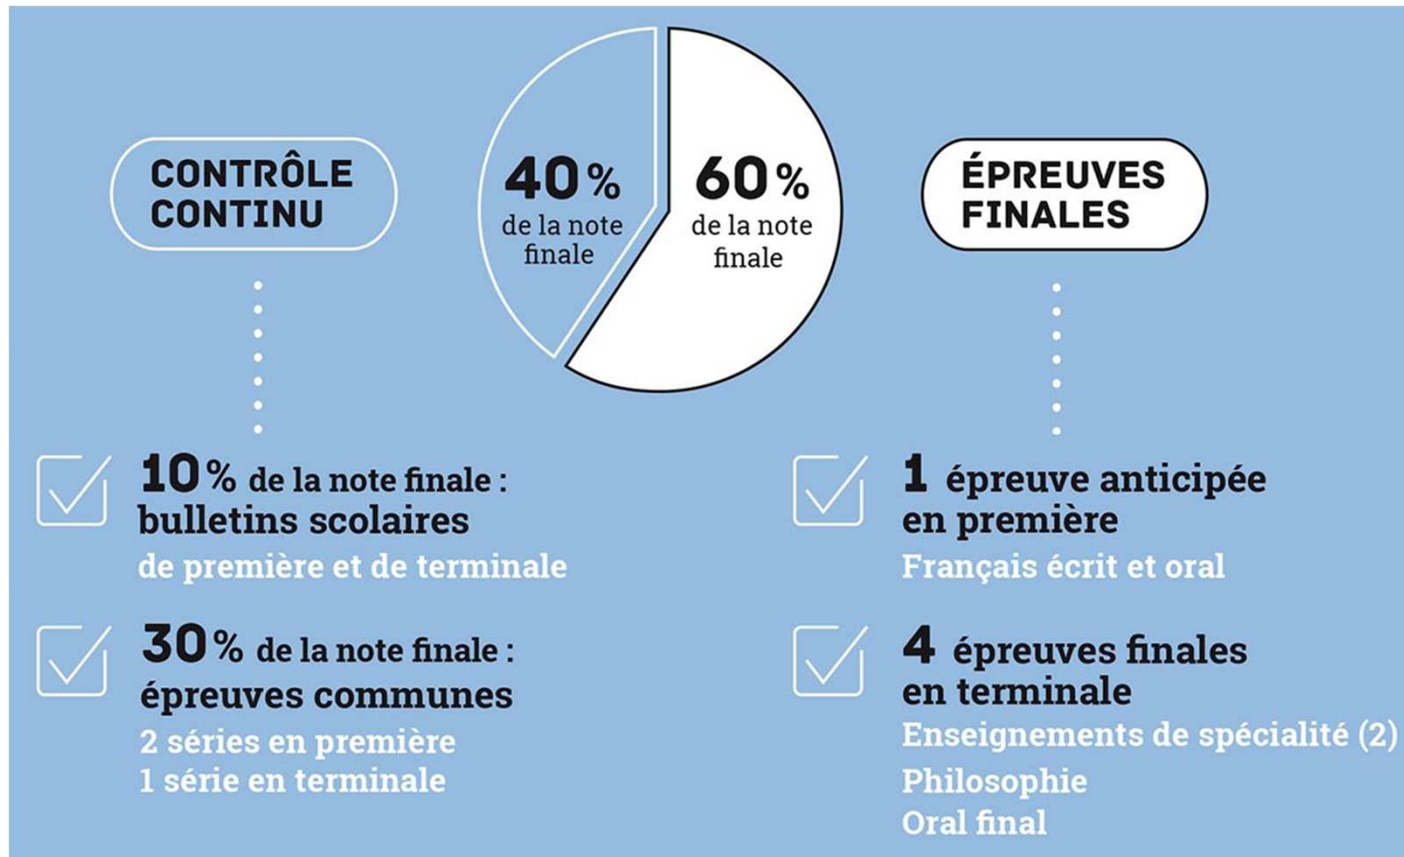 CONTRÔLE
CONTINU
40%
de la note
finale
60%
de la note
finale
ÉPREUVES
FINALES
10% de la note finale :
bulletins scolaires
de première et de terminale
30% de la note finale :
épreuves communes
2 séries en première
1 série en terminale
1 épreuve anticipée
en première
Français écrit et oral
4 épreuves finales
en terminale
Enseignements de spécialité (2)
Philosophie
Oral final